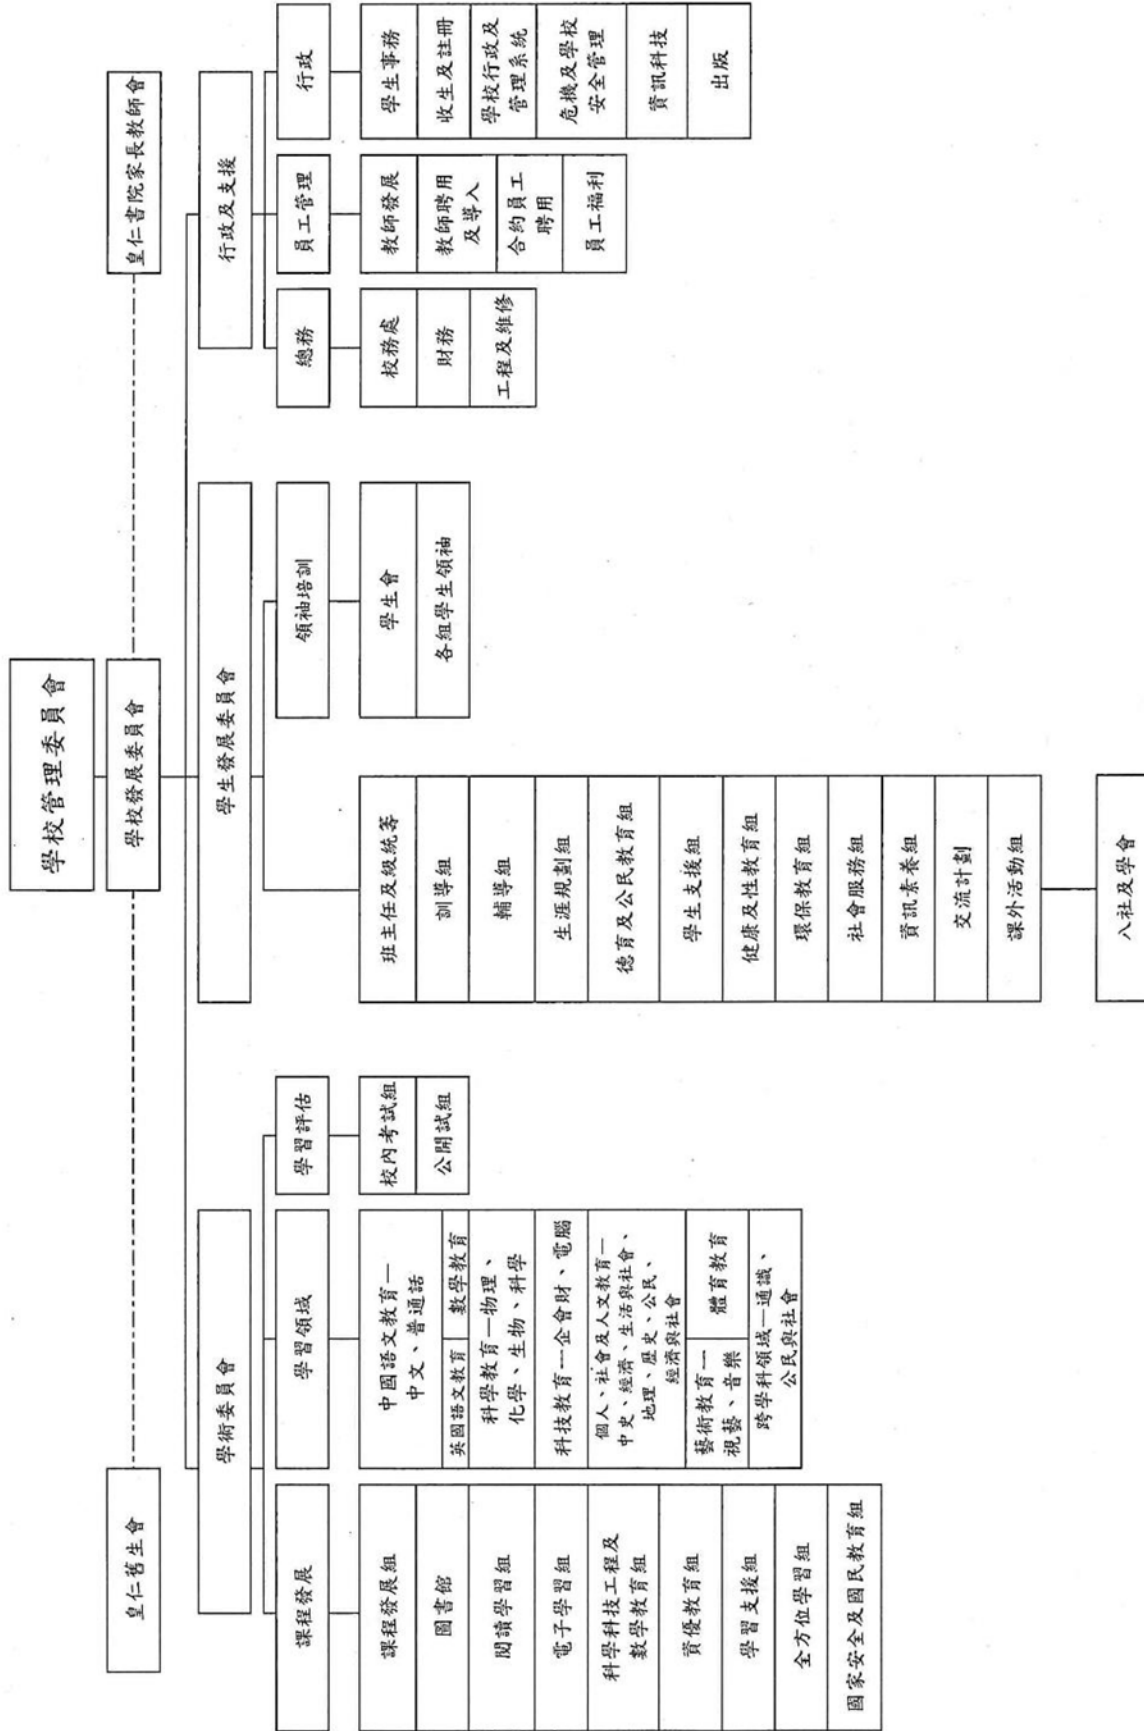 學校管理委員會
皇仁舊生會
學校發展委員會
皇仁書院家長教師會
學術委員會
學生發展委員會
行政及支援
課程發展
學習領域
學習評估
領袖培訓
總務
員工管理
行政
課程發展組
圖書館
閱讀學習組
電子學習組
科學科技工程及
數學教育組
資優教育組
學習支援組
全方位學習組
國家安全及國民教育組
中國語文教育—
中文、普通話
英國語文教育
數學教育
科學教育—物理、
化學、生物、科學
科技教育—企會財、電腦
個人、社會及人文教育—
中史、經濟、生活與社會、
地理、歷史、公民、
經濟與社會
藝術教育—
視藝、音樂
體育教育
跨學科領域—通識、
公民與社會
校內考試組
公開試組
班主任及級統籌
訓導組
輔導組
生涯規劃組
德育及公民教育組
學生支援組
健康及性教育組
環保教育組
社會服務組
資訊素養組
交流計劃
課外活動組
八社及學會
學生會
各組學生領袖
校務處
財務
工程及維修
教師發展
教師聘用
及導入
合約員工
聘用
員工福利
學生事務
收生及註冊
學校行政及
管理系統
危機及學校
安全管理
資訊科技
出版